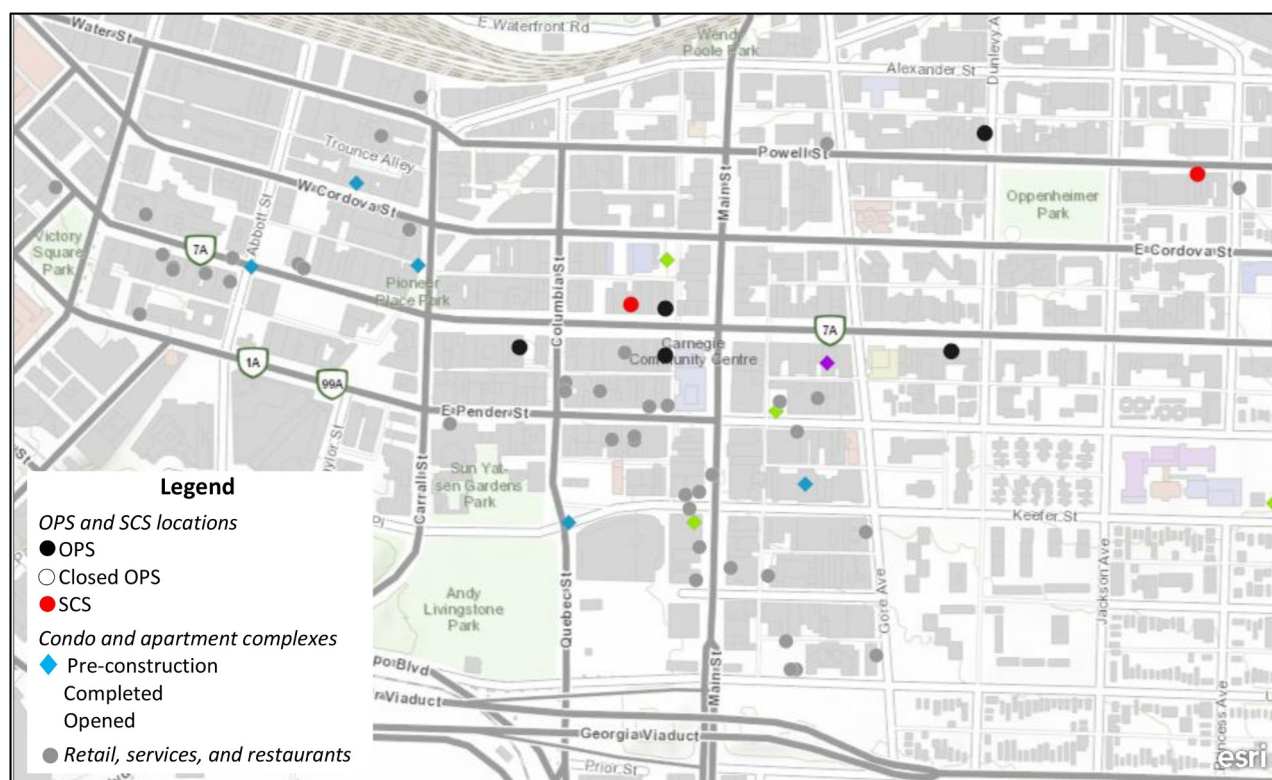 Water St
E Waterfront Rd
Wendy
Poole Park
Alexander St
Dunlevy A
Trounce Alley
Powell St
W Cordova St
Main St
Oppenheimer
Park
Abbott St
7A
Victory
Square
Park
E Cordova St
Pioneer
Place Park
Columbia St
7A
Carnegie
Community Centre
1A
99A
E Pender St
Sun Yat-
sen Gardens
Park
Carrall St
Keefer St
Andy
Livingstone
Park
Quebec St
Gore Ave
Jackson Ave
Main St
Georgia Viaduct
Prior St
esri
Legend
OPS and SCS locations
OPS
Closed OPS
SCS
Condo and apartment complexes
Pre-construction
Completed
Opened
Retail, services, and restaurants